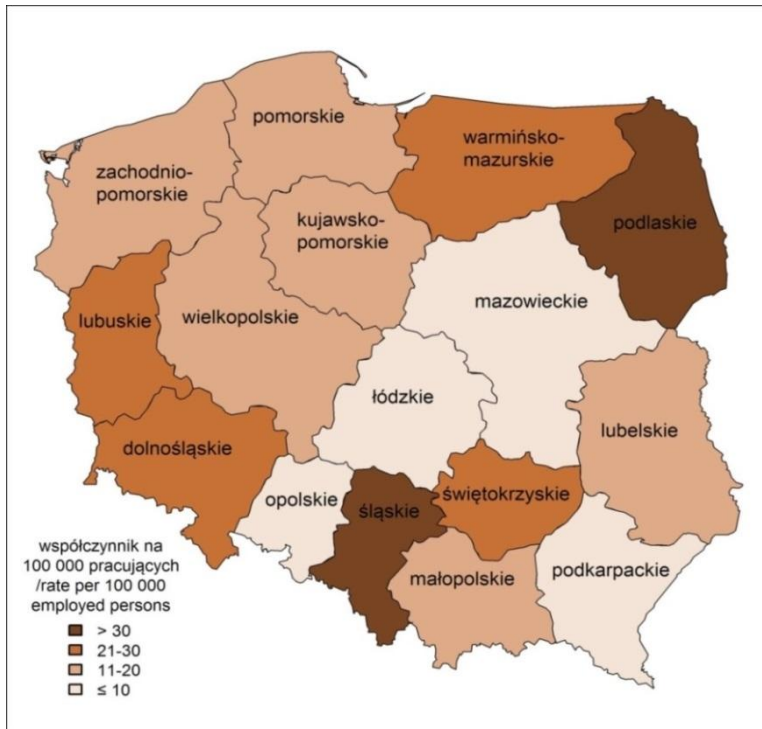 pomorskie
warmińsko-
mazurskie
zachodnio-
pomorskie
kujawsko-
pomorskie
podlaskie
mazowieckie
lubuskie
wielkopolskie
łódzkie
lubelskie
dolnośląskie
opolskie
śląskie
świętokrzyskie
małopolskie
podkarpackie
współczynnik na
100 000 pracujących
/rate per 100 000
employed persons
> 30
21-30
11-20
≤ 10